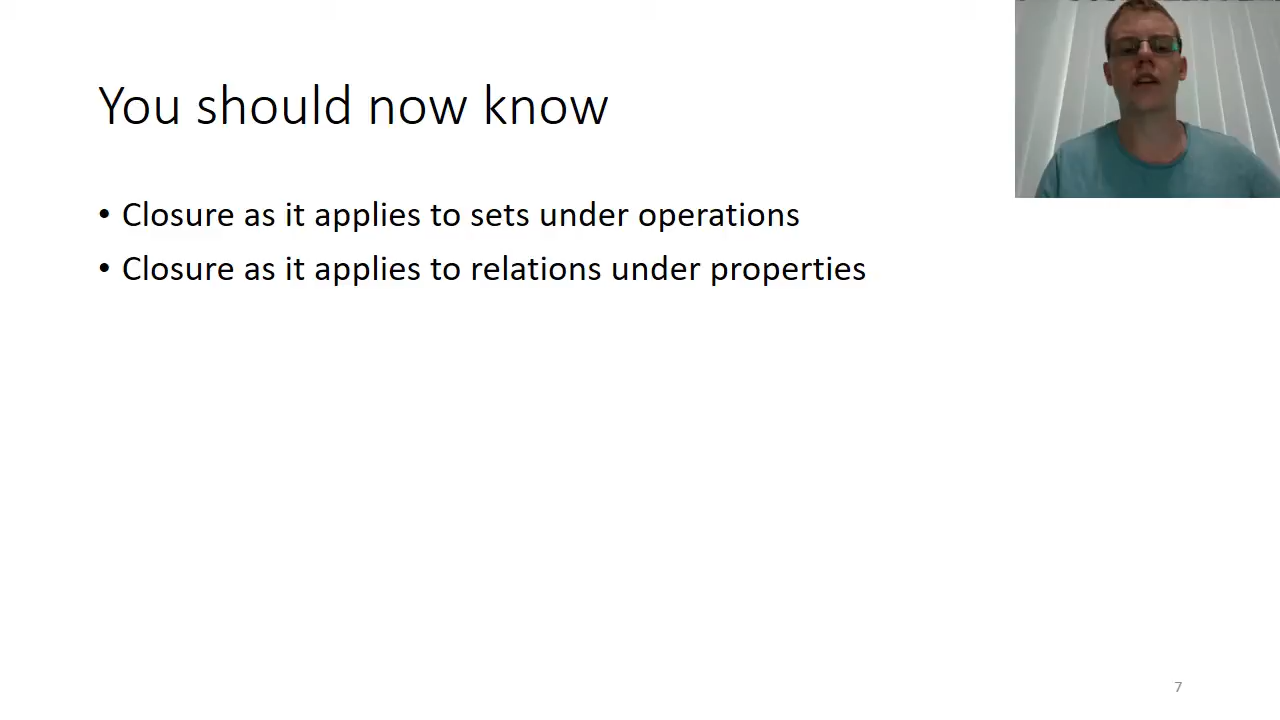 You should now know
• Closure as it applies to sets under operations
• Closure as it applies to relations under properties
7